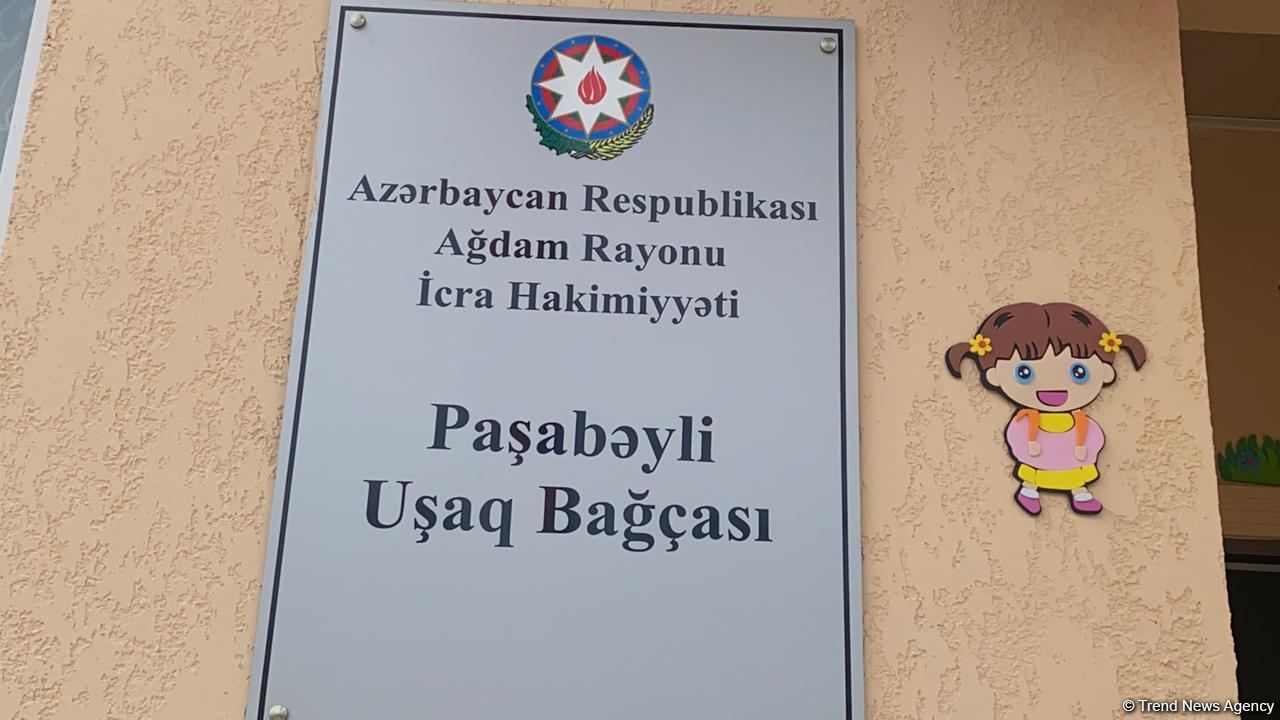 Azərbaycan Respublikası
Ağdam Rayonu
İcra Hakimiyyəti
Paşabəyli
Uşaq Bağçası
© Trend News Agency